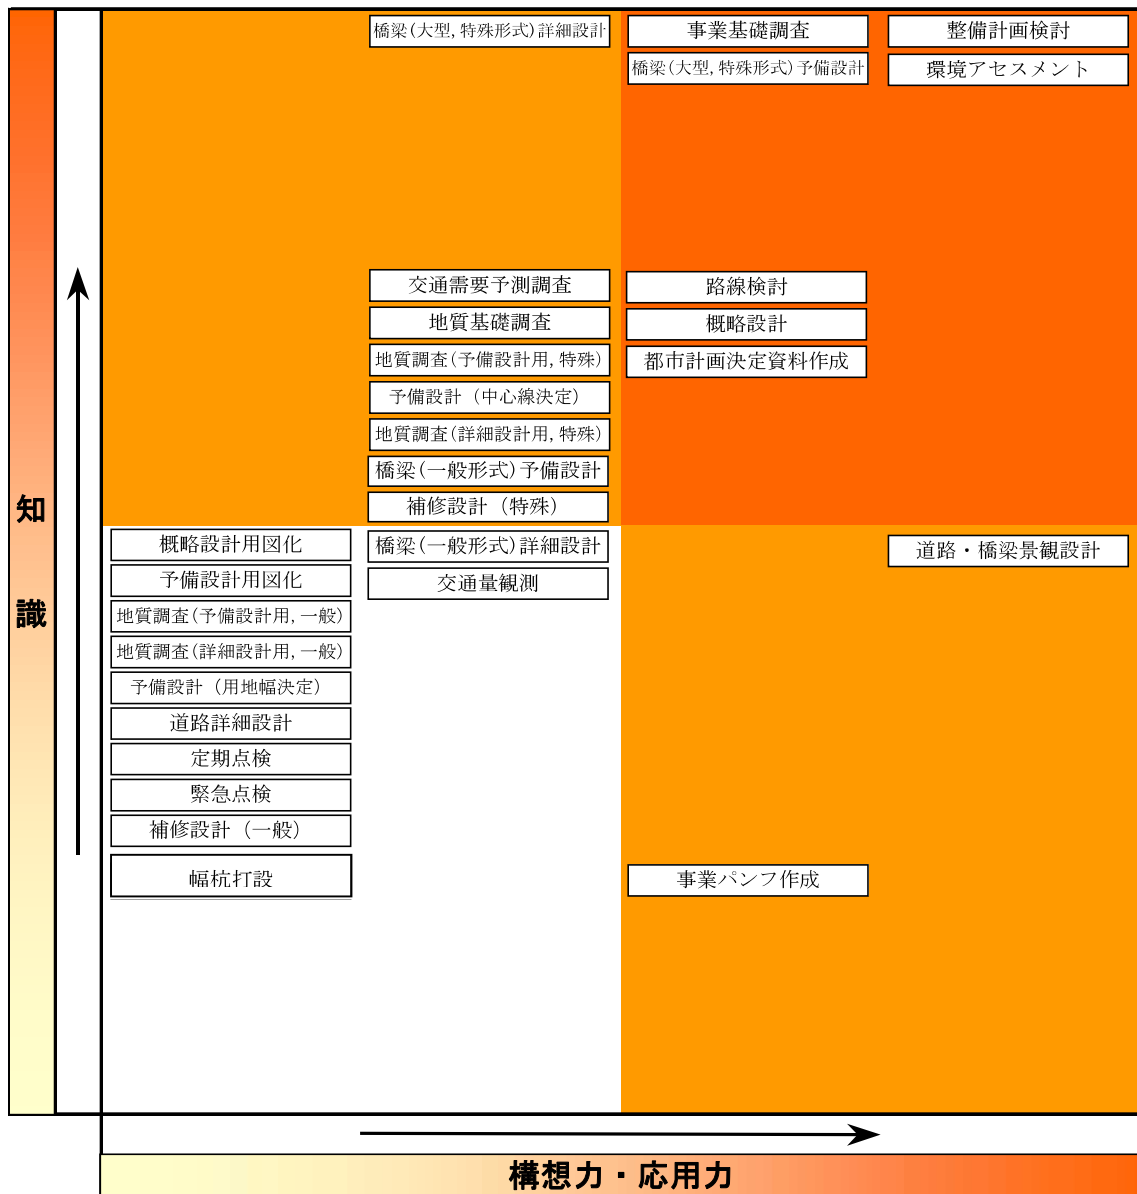 橋梁(大型,特殊形式)詳細設計
事業基礎調査
整備計画検討
橋梁(大型,特殊形式)予備設計
環境アセスメント
交通需要予測調査
路線検討
地質基礎調査
概略設計
地質調査(予備設計用,特殊)
都市計画決定資料作成
予備設計（中心線決定）
地質調査(詳細設計用,特殊)
橋梁(一般形式)予備設計
補修設計（特殊）
概略設計用図化
橋梁(一般形式)詳細設計
道路・橋梁景観設計
予備設計用図化
交通量観測
地質調査(予備設計用,一般)
地質調査(詳細設計用,一般)
予備設計（用地幅決定）
道路詳細設計
定期点検
緊急点検
補修設計（一般）
幅杭打設
事業パンフ作成
知
識
構想力・応用力